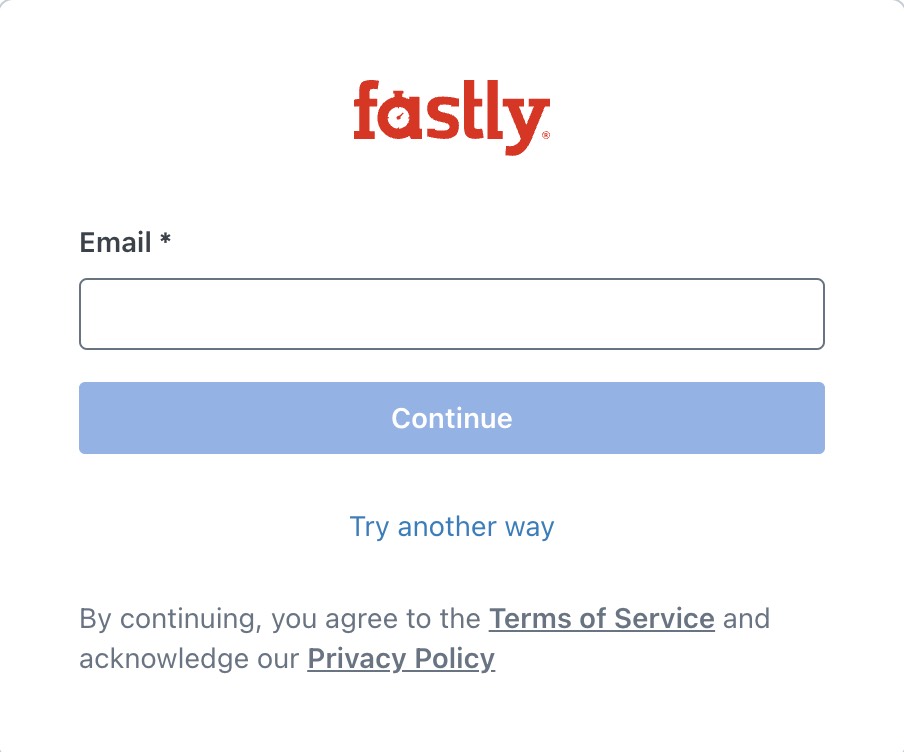 fastly®
Email *
Continue
Try another way
By continuing, you agree to the Terms of Service and
acknowledge our Privacy Policy